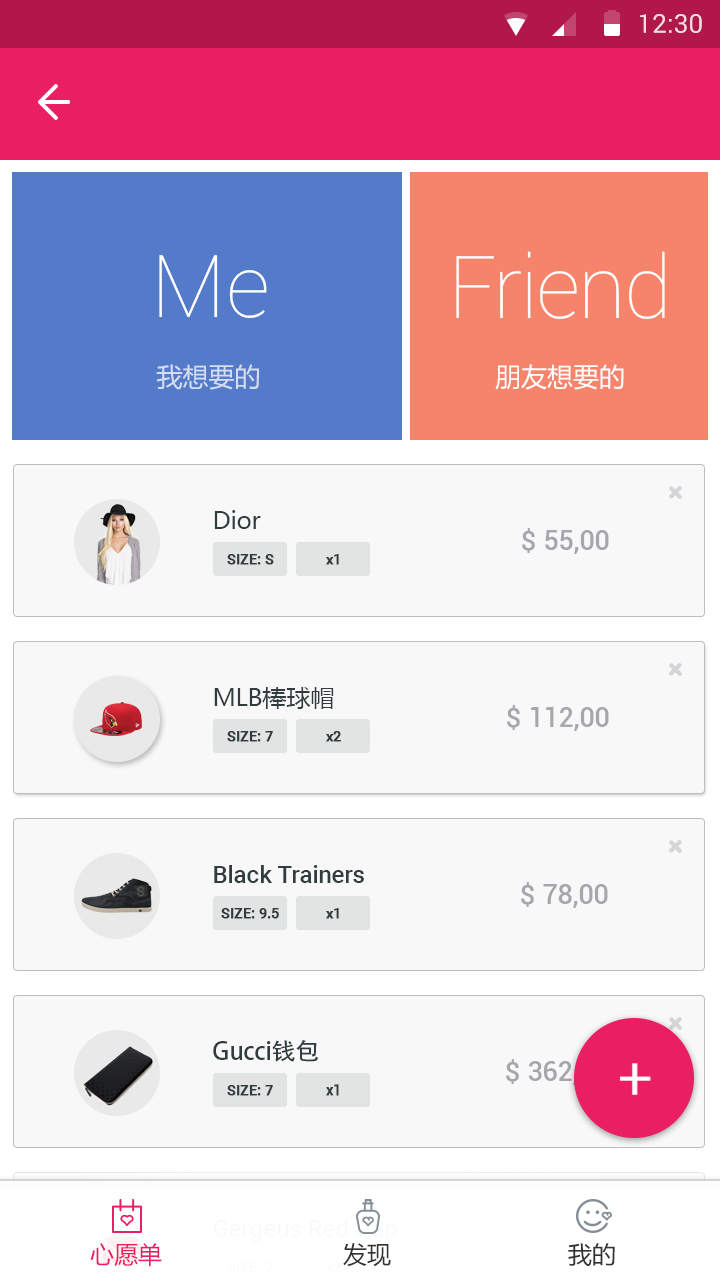 12:30
Me
我想要的
Friend
朋友想要的
Dior
SIZE: S
x1
$ 55,00
MLB棒球帽
SIZE: 7
x2
$ 112,00
Black Trainers
SIZE: 9.5
x1
$ 78,00
Gucci钱包
SIZE: 7
x1
$ 362
Gergeus Red
SIZE: 7
心愿单
发现
我的